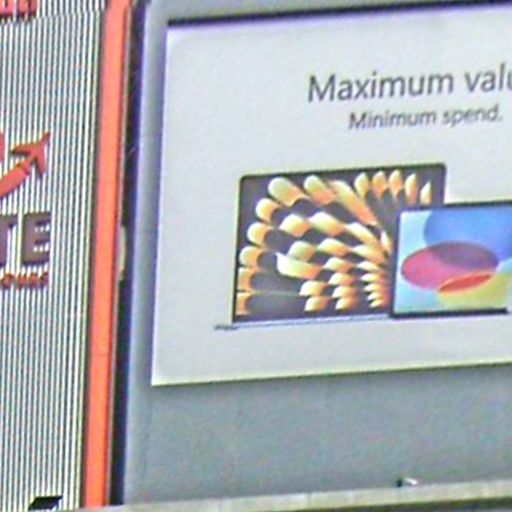 Maximum valu
Minimum spend.
TE